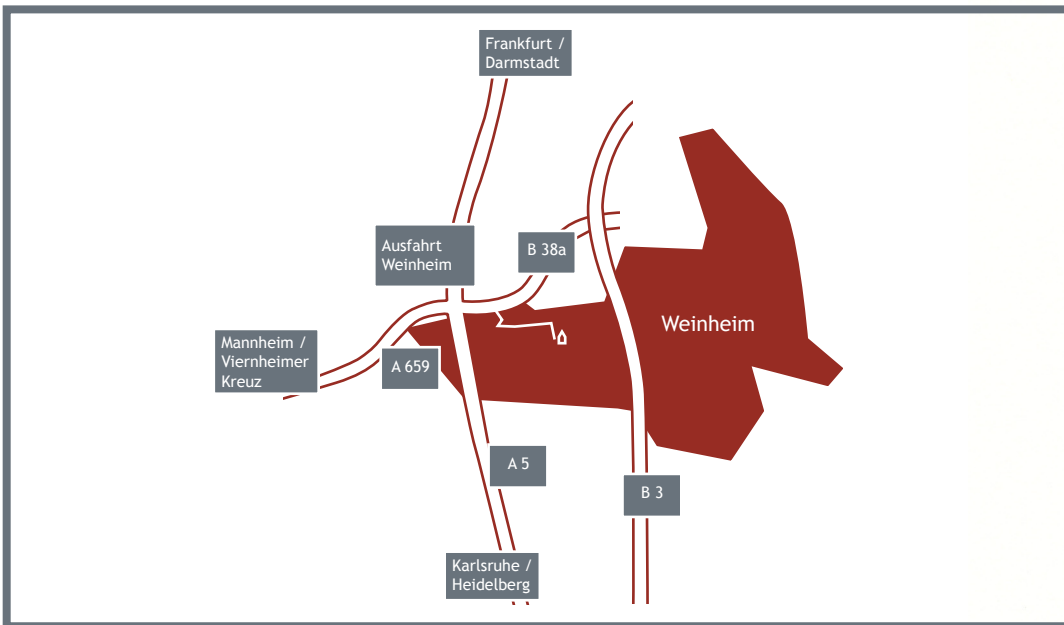 Frankfurt /
Darmstadt
Ausfahrt
Weinheim
B 38a
Weinheim
Mannheim /
Viernheimer
Kreuz
A 659
A 5
B 3
Karlsruhe /
Heidelberg